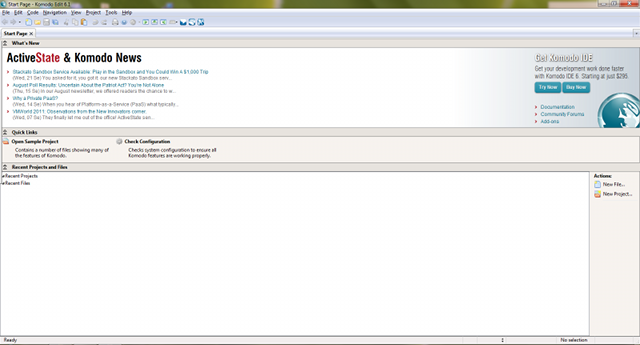 Start Page - Komodo Edit 6.1
File Edit Code Navigation View Project Tools Help
Start Page
What's New
ActiveState & Komodo News
Stackato Sandbox Service Available: Play in the Sandbox and You Could Win A $1,000 Trip
(Wed, 21 Se) You asked for it, you got it: our new Stackato Sandbox serv...
August Poll Results: Uncertain About the Patriot Act? You're Not Alone
(Thu, 15 Se) In our August newsletter, we offered readers the chance to w...
Why a Private PaaS?
(Wed, 14 Se) When you hear of Platform-as-a-Service (PaaS) what typically...
VMWorld 2011: Observations from the New Innovators corner
(Wed, 07 Se) They finally let me out of the office! ActiveState sen...
Get Komodo IDE
Get your development work done faster
with Komodo IDE 6. Starting at just $295.
Try Now Buy Now
Documentation
Community Forums
Add-ons
Quick Links
Open Sample Project
Contains a number of files showing many
of the features of Komodo.
Check Configuration
Checks system configuration to ensure all
Komodo features are working properly.
Recent Projects and Files
Recent Projects
Recent Files
Actions:
New File...
New Project...
Ready 1 No selection